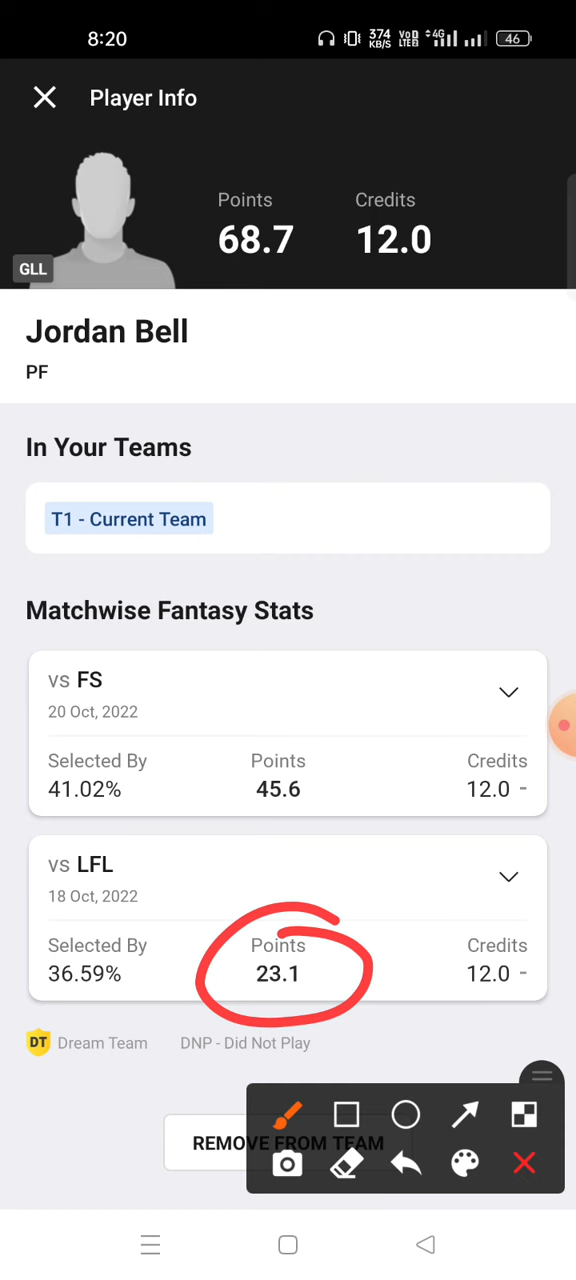 8:20
374 KB/S VoD LTE2 4G 46
Player Info
Points Credits
68.7 12.0
GLL
Jordan Bell
PF
In Your Teams
T1 - Current Team
Matchwise Fantasy Stats
vs FS
20 Oct, 2022
Selected By Points Credits
41.02% 45.6 12.0 -
vs LFL
18 Oct, 2022
Selected By Points Credits
36.59% 23.1 12.0 -
DT Dream Team DNP - Did Not Play
REMOVE FROM TEAM